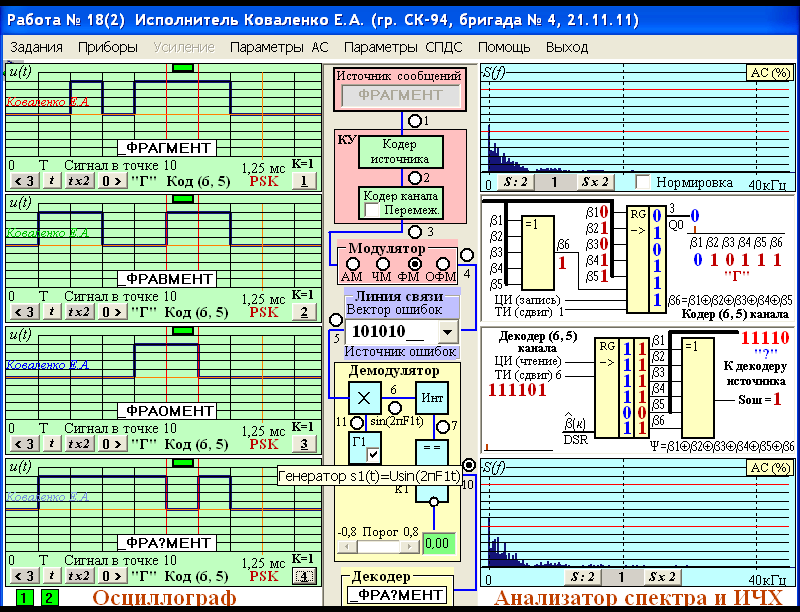 Работа № 18(2) Исполнитель Коваленко Е.А. (гр. СК-94, бригада № 4, 21.11.11)
Задания Приборы Усиление Параметры АС Параметры СПДС Помощь Выход
u(t)
Коваленко Е.А.
_ФРАГМЕНТ
0 T Сигнал в точке 10 1,25 мс K=1
< 3 t tx2 0 > "Г" Код (6, 5) PSK 1
u(t)
Коваленко Е.А.
_ФРАВМЕНТ
0 T Сигнал в точке 10 1,25 мс K=1
< 3 t tx2 0 > "Г" Код (6, 5) PSK 2
u(t)
Коваленко Е.А.
_ФРАОМЕНТ
0 T Сигнал в точке 10 1,25 мс K=1
< 3 t tx2 0 > "Г" Код (6, 5) PSK 3
u(t)
Коваленко Е.А.
_ФРА?МЕНТ
0 T Сигнал в точке 10 1,25 мс K=1
< 3 t tx2 0 > "Г" Код (6, 5) PSK 4
1 2 Осциллограф
Источник сообщений
ФРАГМЕНТ
1
КУ
Кодер
источника
2
Кодер канала
Перемеж.
3
Модулятор
АМ ЧМ ФМ ОФМ
4
Линия связи
Вектор ошибок
5
101010__
Источник ошибок
Демодулятор
X 6 Инт
11 sin(2πF1t) 7
Г1
==
Генератор s1(t)=Usin(2πF1t)
10
К1
-0,8 Порог 0,8
0,00
Декодер
_ФРА?МЕНТ
S(f) АС (%)
0 S : 2 1 S x 2 Нормировка 40кГц
β1
β2
β3
β4
β5
=1
β6
1
β1 0
β2 1
β3 0
β4 1
β5 1
RG
-->
0
1
0
1
1
1
3
Q0
0
β1 β2 β3 β4 β5 β6
0 1 0 1 1 1
"Г"
ЦИ (запись)
ТИ (сдвиг) 1
β6=β1⊕β2⊕β3⊕β4⊕β5
Кодер (6, 5) канала
Декодер (6, 5)
канала
ЦИ (чтение)
ТИ (сдвиг) 6
111101
β̂(к)
DSR
RG
-->
1 1
1 1
1 1
1 1
0 0
1 1
β1
β2
β3
β4
β5
β6
=1
11110
"?"
К декодеру
источника
Sош = 1
Ψ=β1⊕β2⊕β3⊕β4⊕β5⊕β6
S(f) АС (%)
0 S : 2 1 S x 2 40кГц
Анализатор спектра и ИЧХ